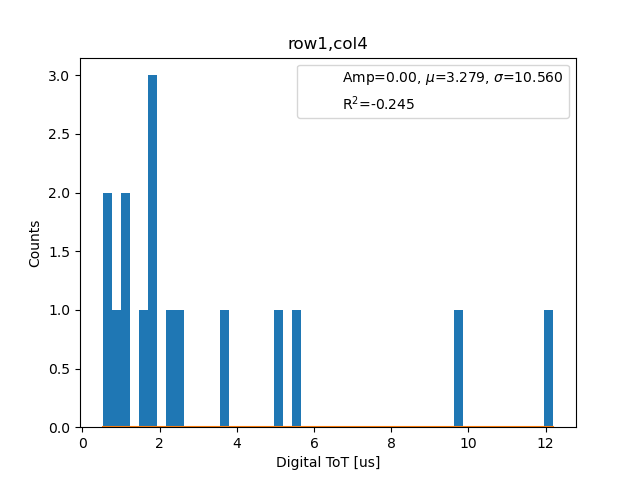 row1,col4
Amp=0.00, μ=3.279, σ=10.560
R²=-0.245
3.0
2.5
2.0
1.5
1.0
0.5
0.0
Counts
0 2 4 6 8 10 12
Digital ToT [us]